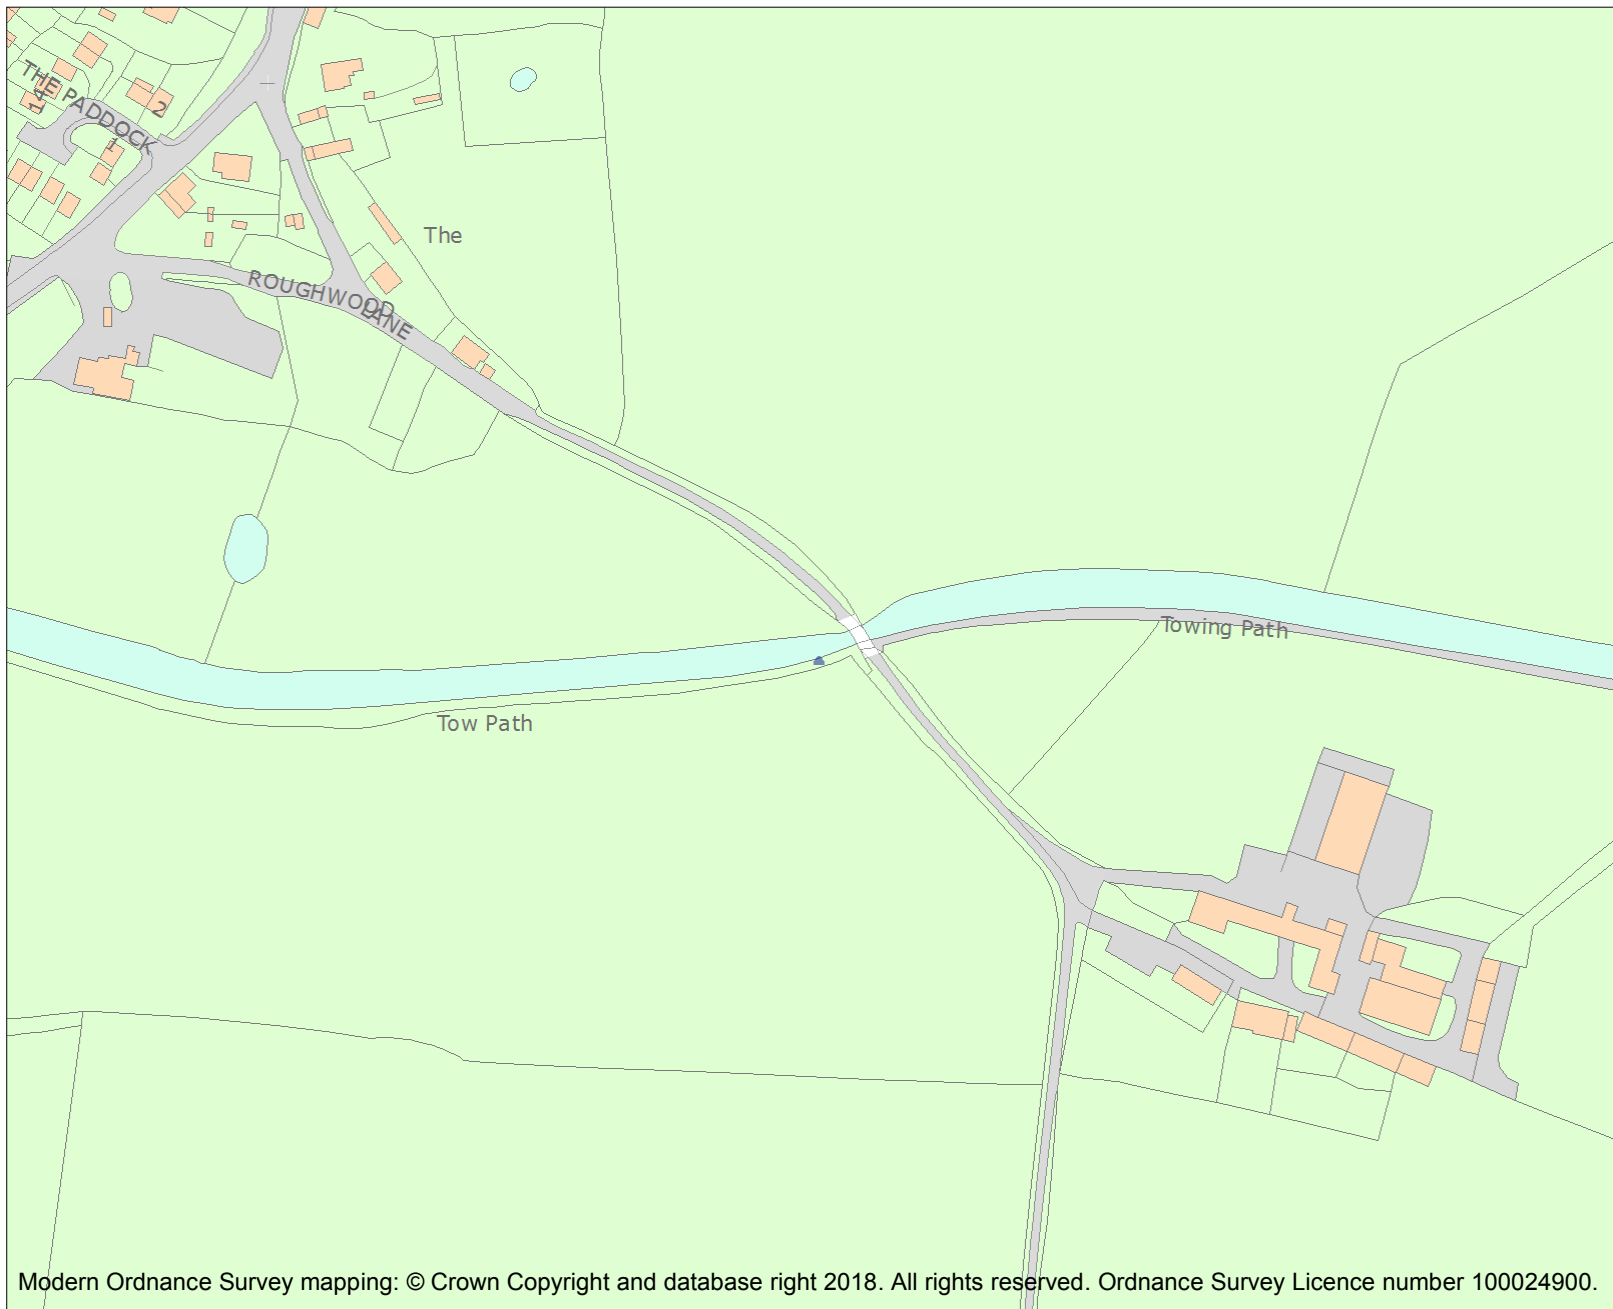 THE PADDOCK
14
2
1
The
ROUGHWOOD
LANE
Towing Path
Tow Path
Modern Ordnance Survey mapping: © Crown Copyright and database right 2018. All rights reserved. Ordnance Survey Licence number 100024900.